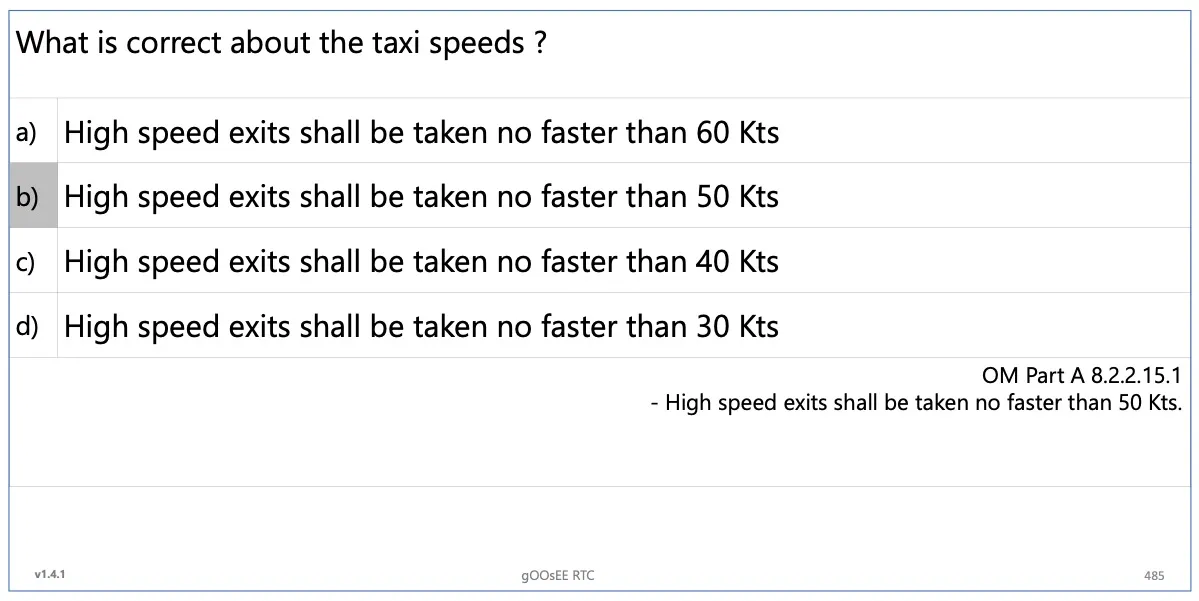 What is correct about the taxi speeds ?
a) High speed exits shall be taken no faster than 60 Kts
b) High speed exits shall be taken no faster than 50 Kts
c) High speed exits shall be taken no faster than 40 Kts
d) High speed exits shall be taken no faster than 30 Kts
OM Part A 8.2.2.15.1
- High speed exits shall be taken no faster than 50 Kts.
v1.4.1 gOOsEE RTC 485